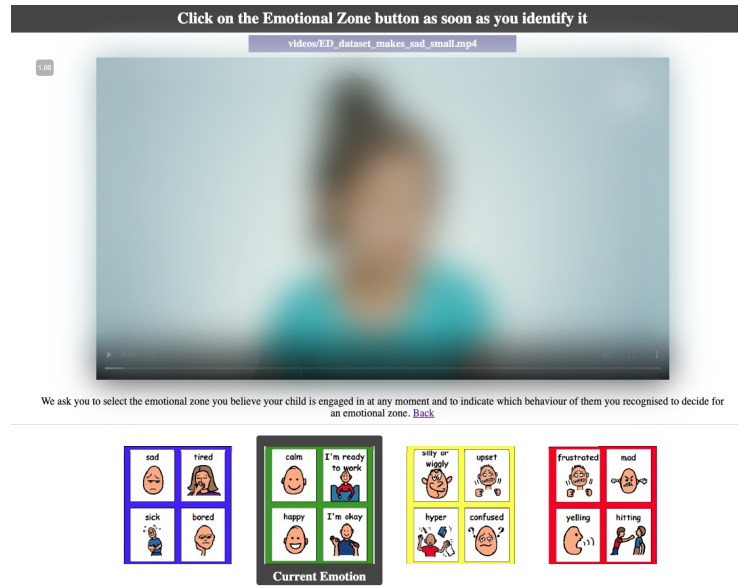 Click on the Emotional Zone button as soon as you identify it
videos/ED_dataset_makes_sad_small.mp4
1.00
We ask you to select the emotional zone you believe your child is engaged in at any moment and to indicate which behaviour of them you recognised to decide for
an emotional zone. Back
sad tired
sick bored
calm I'm ready
to work
happy I'm okay
Current Emotion
silly or
wiggly upset
hyper confused
frustrated mad
yelling hitting